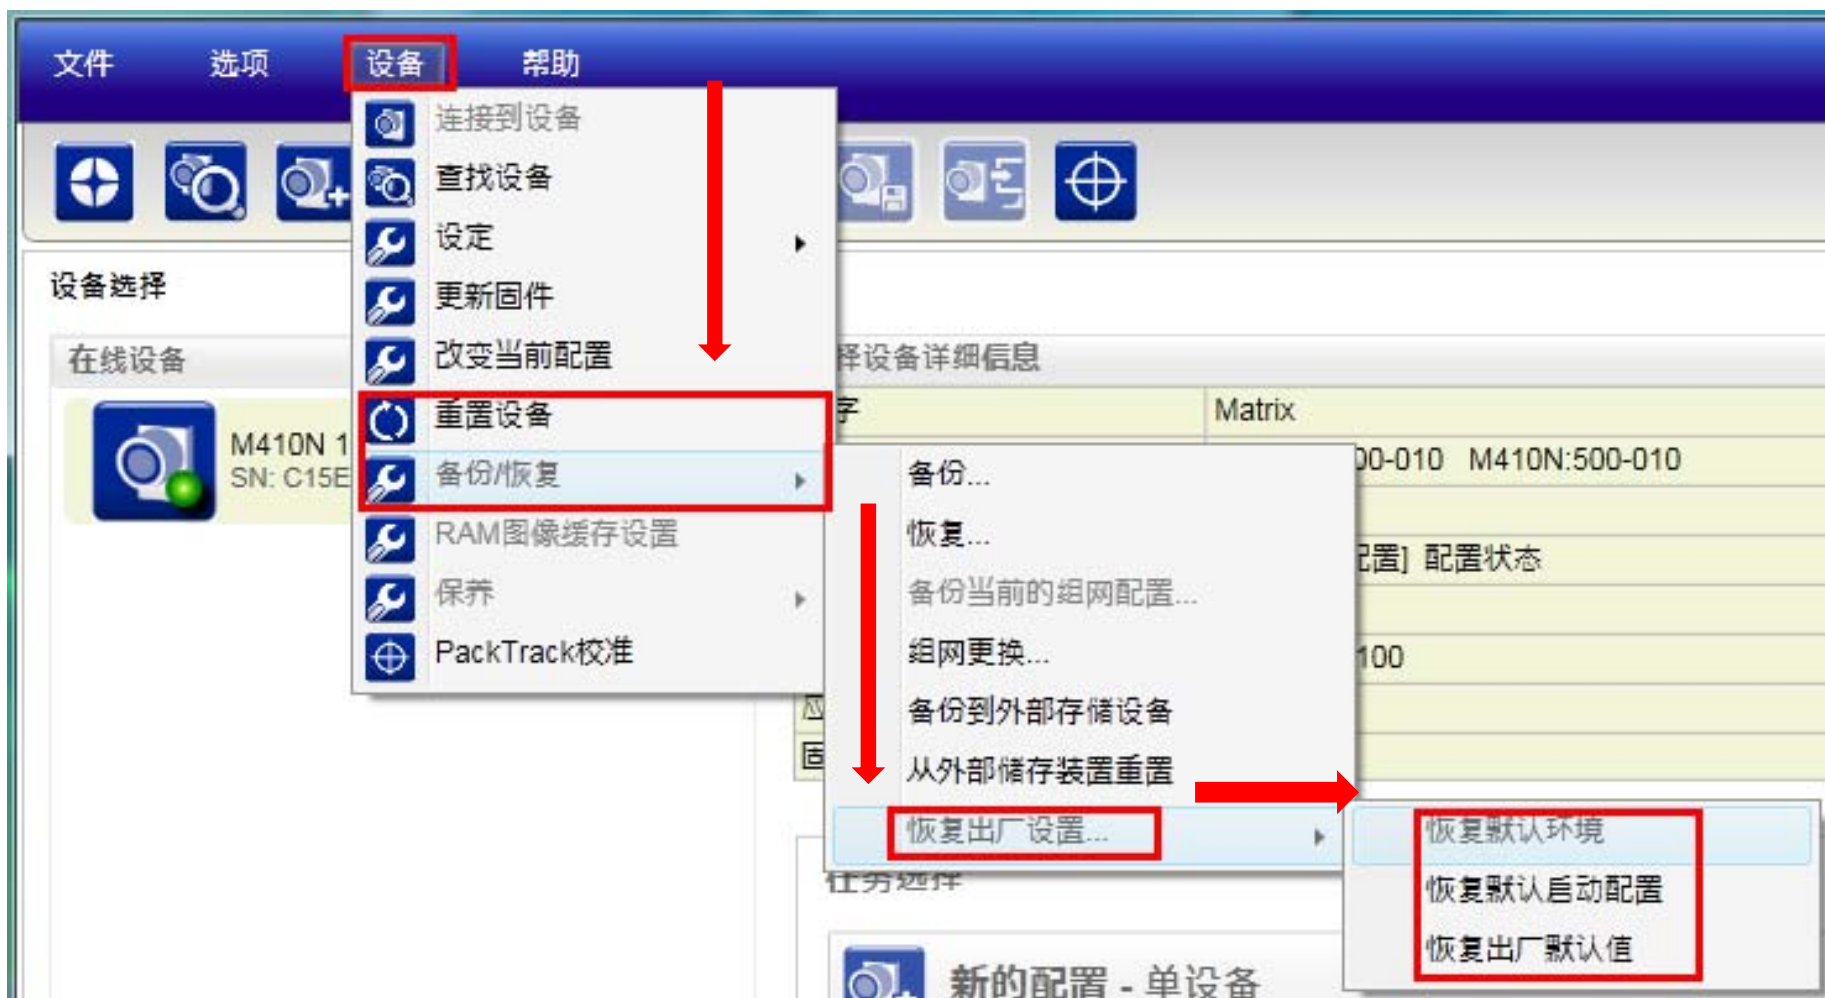 文件 选项 设备 帮助
连接到设备
查找设备
设定
更新固件
改变当前配置
重置设备
备份/恢复
RAM图像缓存设置
保养
PackTrack校准
设备选择
在线设备
M410N 1
SN: C15E
择设备详细信息
字 Matrix
00-010 M410N:500-010
配置] 配置状态
100
固
备份...
恢复...
备份当前的组网配置...
组网更换...
备份到外部存储设备
从外部储存装置重置
恢复出厂设置...
恢复默认环境
恢复默认启动配置
恢复出厂默认值
任务选择
新的配置 - 单设备